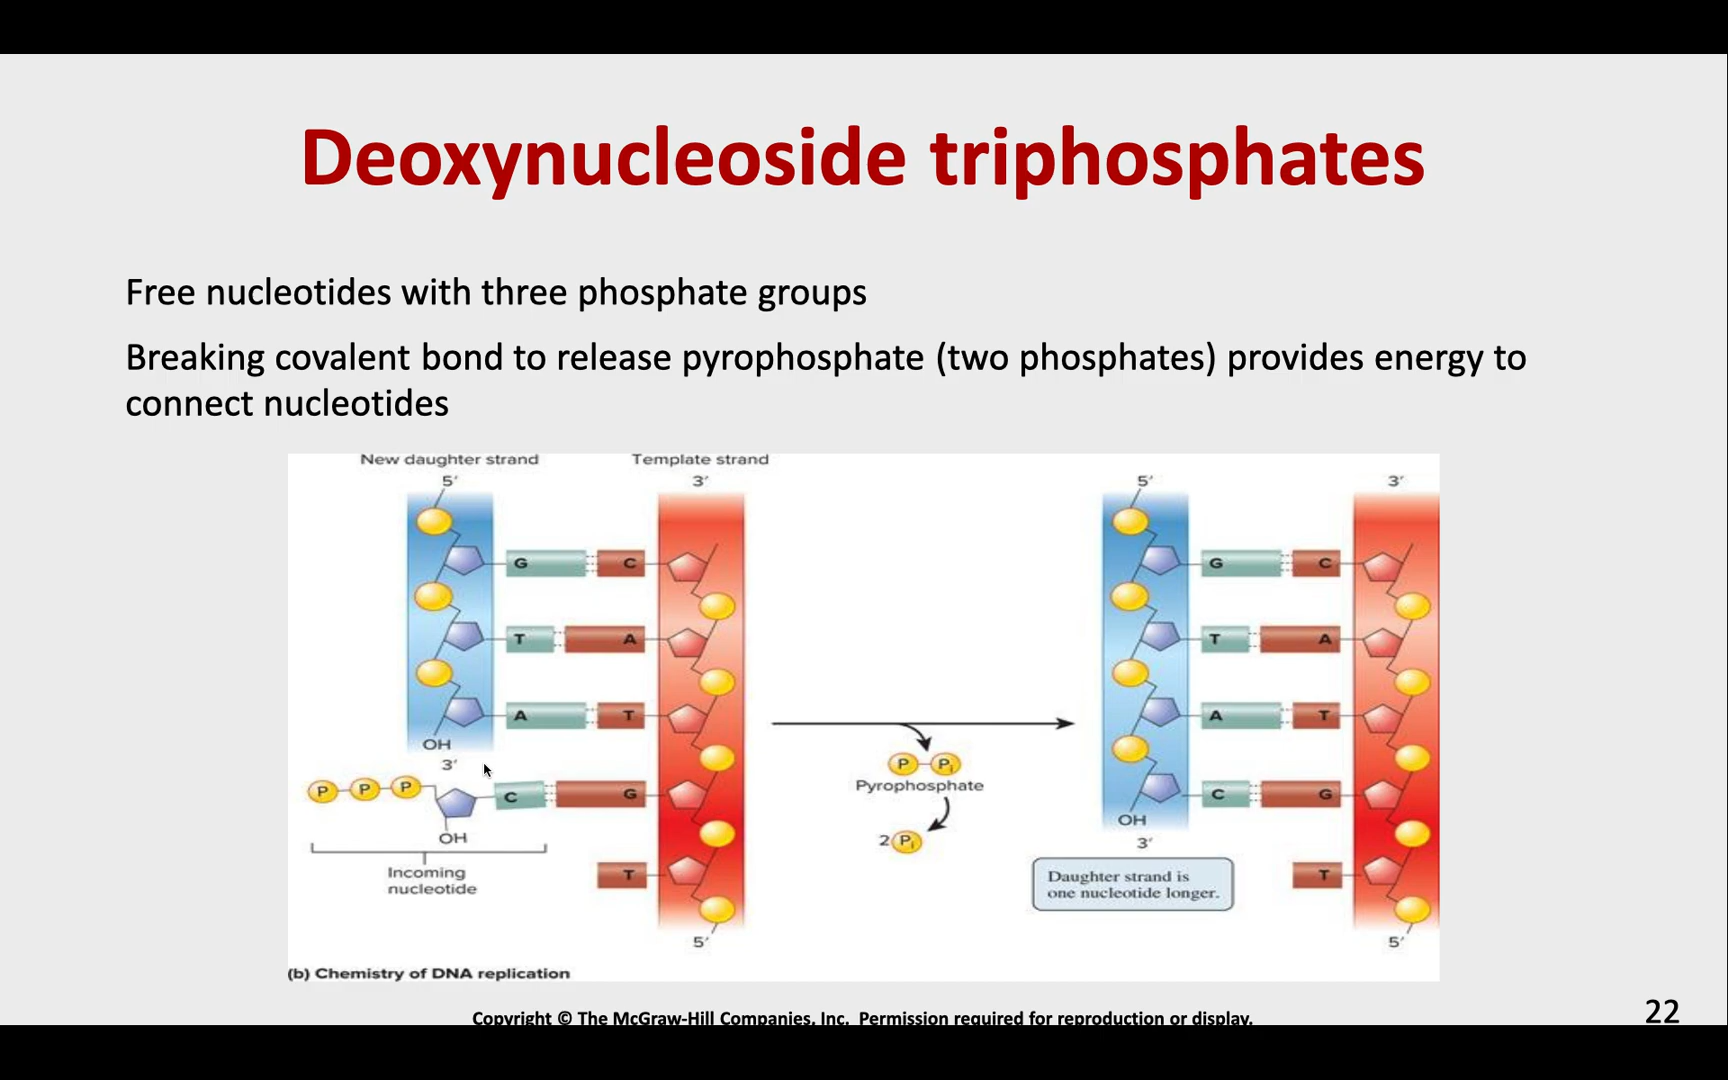 Deoxynucleoside triphosphates
Free nucleotides with three phosphate groups
Breaking covalent bond to release pyrophosphate (two phosphates) provides energy to
connect nucleotides
New daughter strand
Template strand
5′
3′
5′
3′
G
C
G
C
T
A
T
A
A
T
A
T
OH
3′
P
P
P
C
G
OH
Incoming
nucleotide
T
5′
P
Pi
Pyrophosphate
2 Pi
C
G
OH
3′
T
Daughter strand is
one nucleotide longer.
5′
(b) Chemistry of DNA replication
Copyright © The McGraw-Hill Companies, Inc. Permission required for reproduction or display.
22